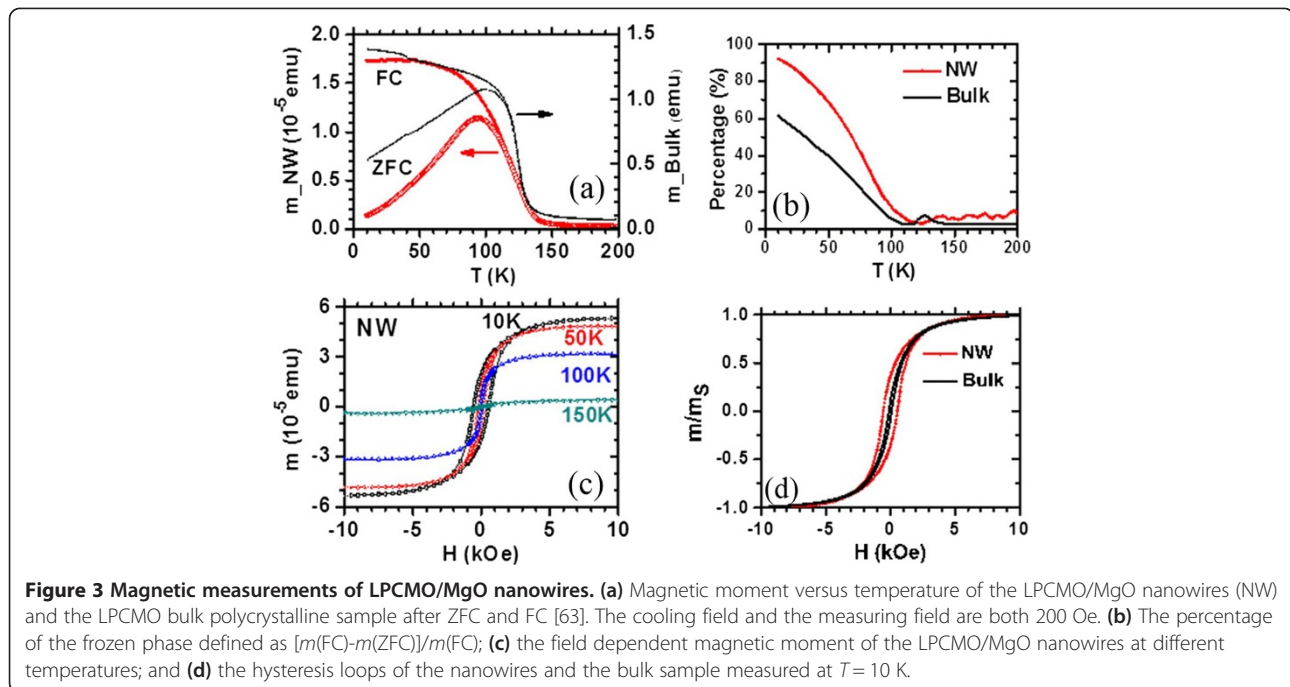 2.0
1.5
1.0
0.5
0.0
m_NW (10⁻⁵ emu)
FC
ZFC
(a)
1.5
1.0
0.5
0.0
m_Bulk (emu)
0 50 100 150 200
T (K)
100
80
60
40
20
0
Percentage (%)
NW
Bulk
(b)
0 50 100 150 200
T (K)
6
3
0
-3
-6
m (10⁻⁵ emu)
NW
10K
50K
100K
150K
(c)
-10 -5 0 5 10
H (kOe)
1.0
0.5
0.0
-0.5
-1.0
m/mS
NW
Bulk
(d)
-10 -5 0 5 10
H (kOe)
Figure 3 Magnetic measurements of LPCMO/MgO nanowires. (a) Magnetic moment versus temperature of the LPCMO/MgO nanowires (NW)
and the LPCMO bulk polycrystalline sample after ZFC and FC [63]. The cooling field and the measuring field are both 200 Oe. (b) The percentage
of the frozen phase defined as [m(FC)-m(ZFC)]/m(FC); (c) the field dependent magnetic moment of the LPCMO/MgO nanowires at different
temperatures; and (d) the hysteresis loops of the nanowires and the bulk sample measured at T = 10 K.